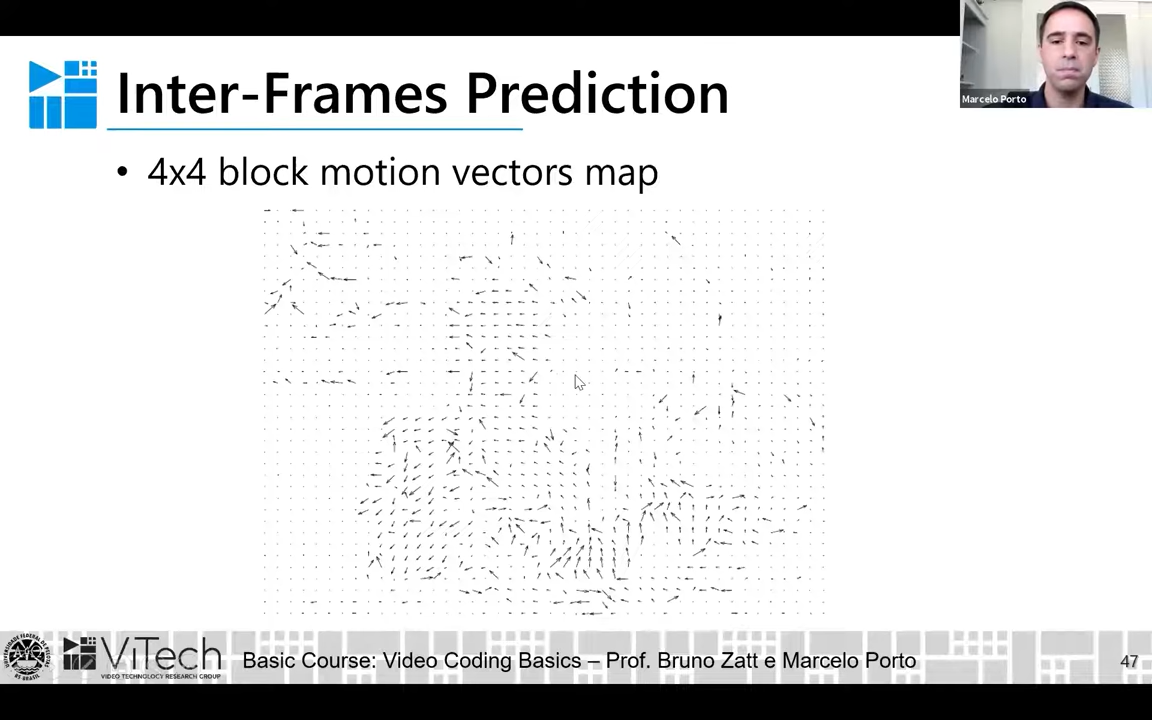 Inter-Frames Prediction
Marcelo Porto
• 4x4 block motion vectors map
ViTech
VIDEO TECHNOLOGY RESEARCH GROUP
Basic Course: Video Coding Basics – Prof. Bruno Zatt e Marcelo Porto
47